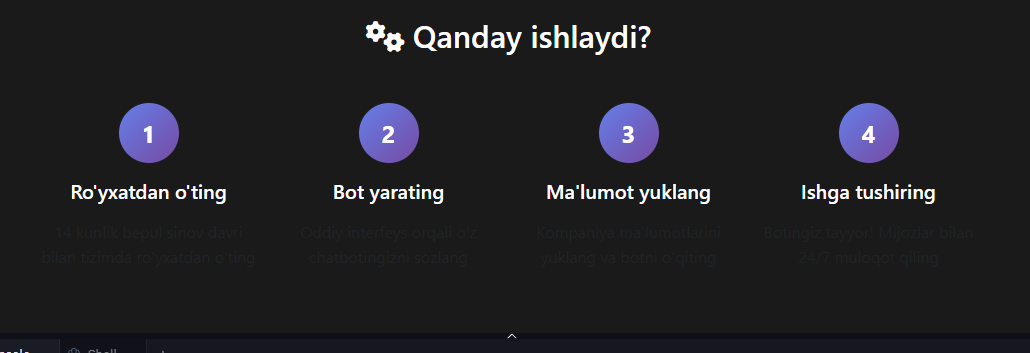 Qanday ishlaydi?
1
2
3
4
Ro'yxatdan o'ting
Bot yarating
Ma'lumot yuklang
Ishga tushiring
14 kunlik bepul sinov davri
bilan tizimda ro'yxatdan o'ting
Oddiy interfeys orqali o'z
chatbotingizni sozlang
Kompaniya ma'lumotlarini
yuklang va botni o'qiting
Botingiz tayyor! Mijozlar bilan
24/7 muloqot qiling